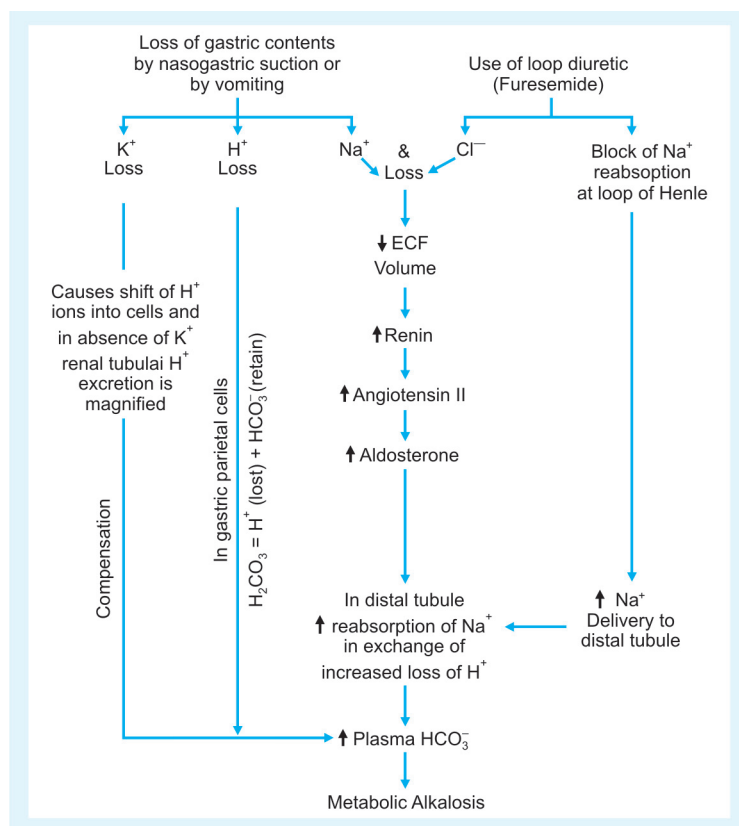 Loss of gastric contents
by nasogastric suction or
by vomiting
Use of loop diuretic
(Furesemide)
K⁺
Loss
H⁺
Loss
Na⁺ & Cl⁻
Loss
Block of Na⁺
reabsoption
at loop of Henle
↓ ECF
Volume
Causes shift of H⁺
ions into cells and
in absence of K⁺
renal tubulai H⁺
excretion is
magnified
↑ Renin
↑ Angiotensin II
↑ Aldosterone
Compensation
In gastric parietal cells
H₂CO₃ = H⁺ (lost) + HCO₃⁻ (retain)
In distal tubule
↑ reabsorption of Na⁺
in exchange of
increased loss of H⁺
↑ Na⁺
Delivery to
distal tubule
↑ Plasma HCO₃⁻
Metabolic Alkalosis